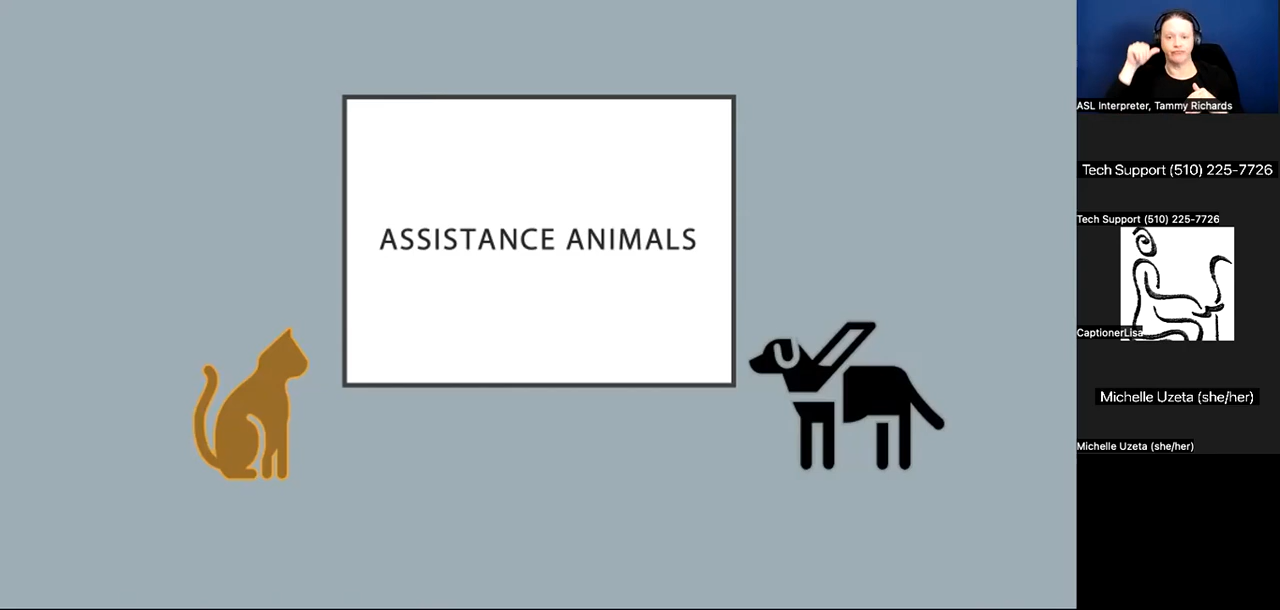 ASSISTANCE ANIMALS
ASL Interpreter, Tammy Richards
Tech Support (510) 225-7726
Tech Support (510) 225-7726
CaptionerLisa
Michelle Uzeta (she/her)
Michelle Uzeta (she/her)